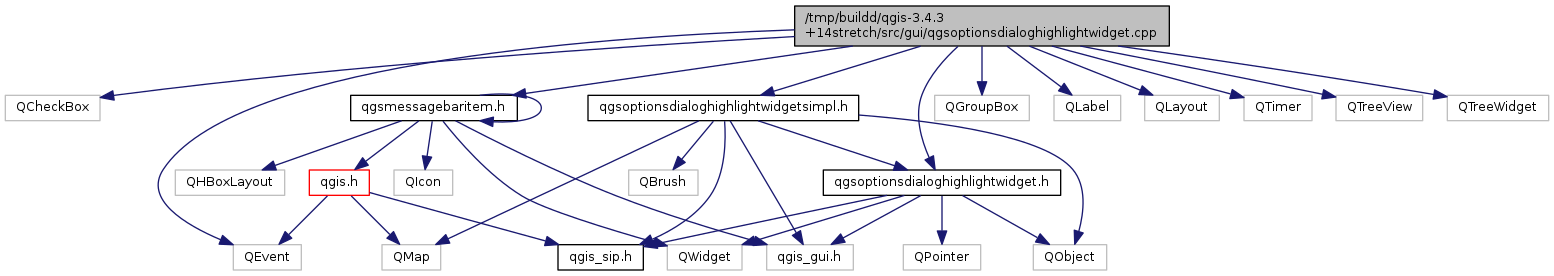 /tmp/buildd/qgis-3.4.3
+14stretch/src/gui/qgsoptionsdialoghighlightwidget.cpp
QCheckBox
qgsmessagebaritem.h
qgsoptionsdialoghighlightwidgetsimpl.h
QGroupBox
QLabel
QLayout
QTimer
QTreeView
QTreeWidget
QHBoxLayout
qgis.h
QIcon
QBrush
qgsoptionsdialoghighlightwidget.h
QEvent
QMap
qgis_sip.h
QWidget
qgis_gui.h
QPointer
QObject